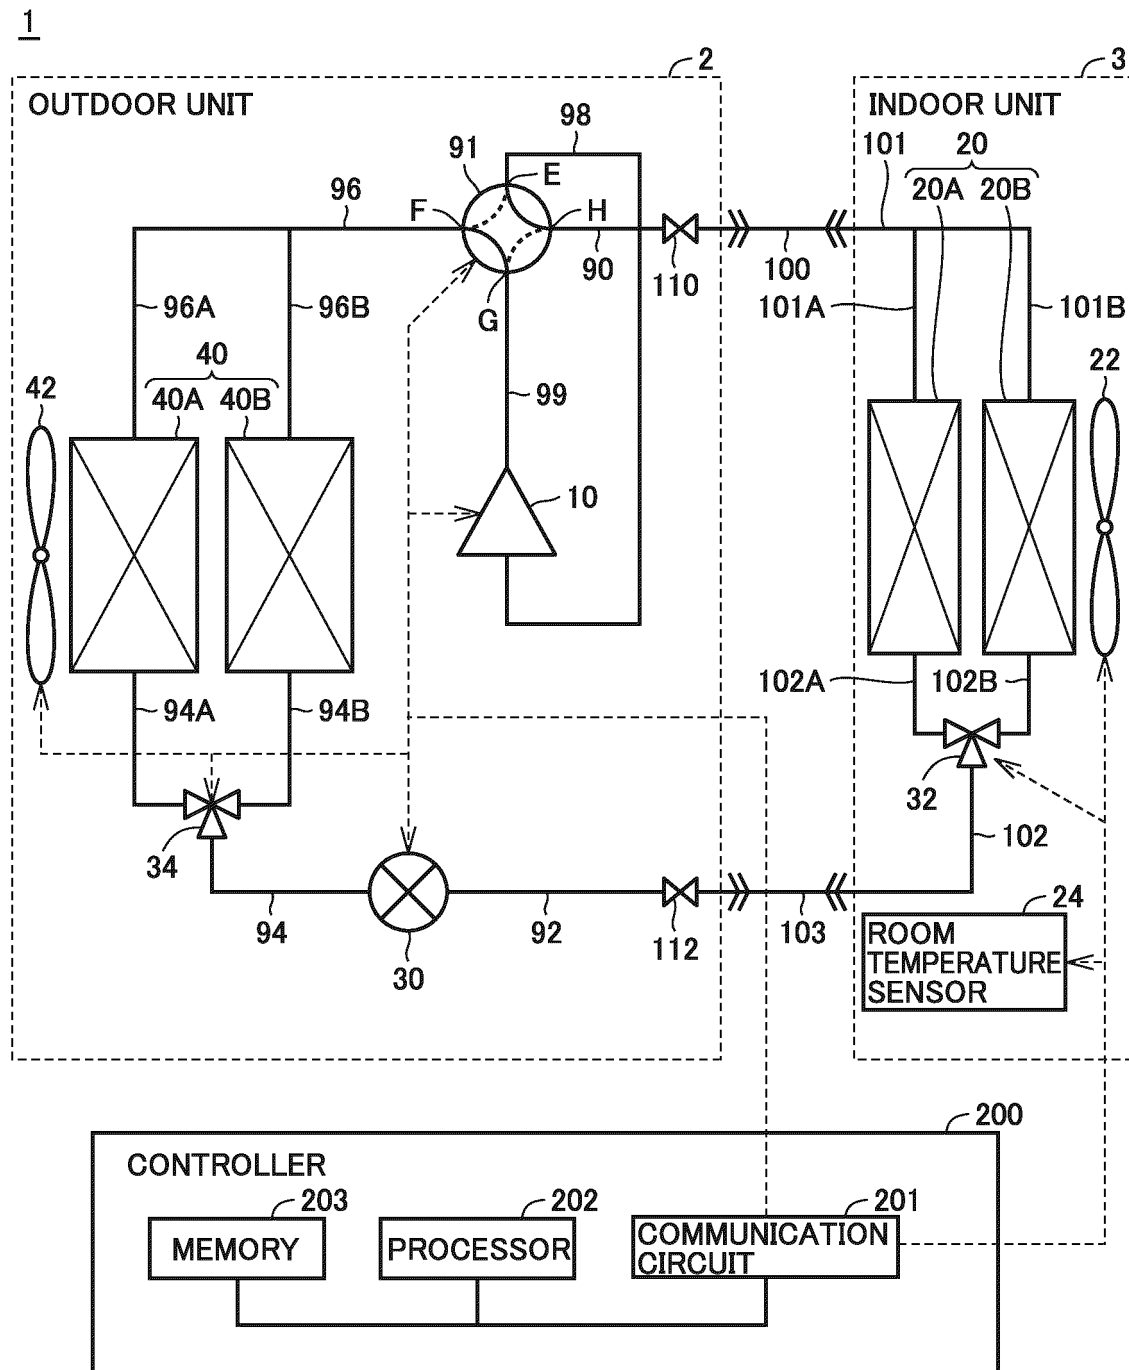 1
2
3
OUTDOOR UNIT
INDOOR UNIT
98
91
E
101
20
20A 20B
96
F
H
90
110
100
96A
96B
G
101A
101B
40
40A 40B
42
99
22
10
94A
94B
102A
102B
32
34
102
94
30
92
112
103
24
ROOM
TEMPERATURE
SENSOR
200
CONTROLLER
203
202
201
MEMORY
PROCESSOR
COMMUNICATION
CIRCUIT